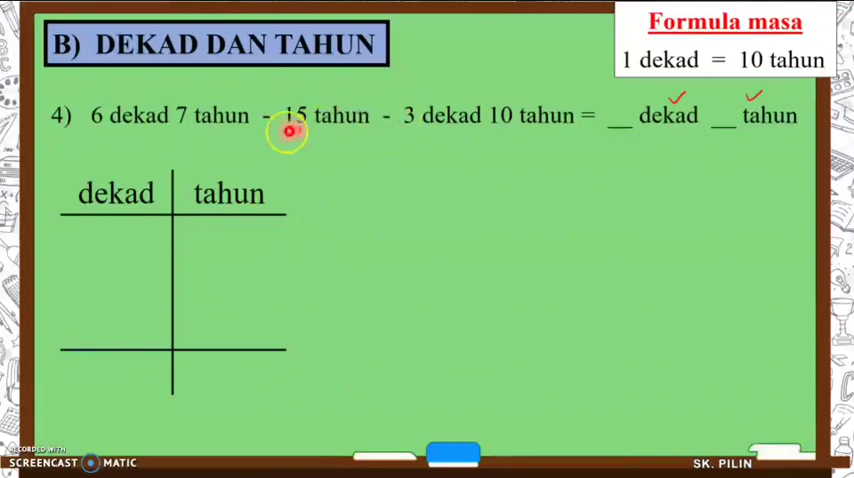 B) DEKAD DAN TAHUN
Formula masa
1 dekad = 10 tahun
4) 6 dekad 7 tahun - 15 tahun - 3 dekad 10 tahun = __ dekad __ tahun
dekad tahun
RECORDED WITH
SCREENCAST MATIC
SK. PILIN